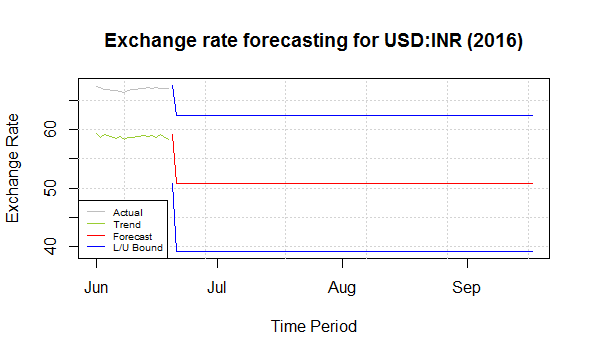 Exchange rate forecasting for USD:INR (2016)
Exchange Rate
60
50
40
Actual
Trend
Forecast
L/U Bound
Jun Jul Aug Sep
Time Period